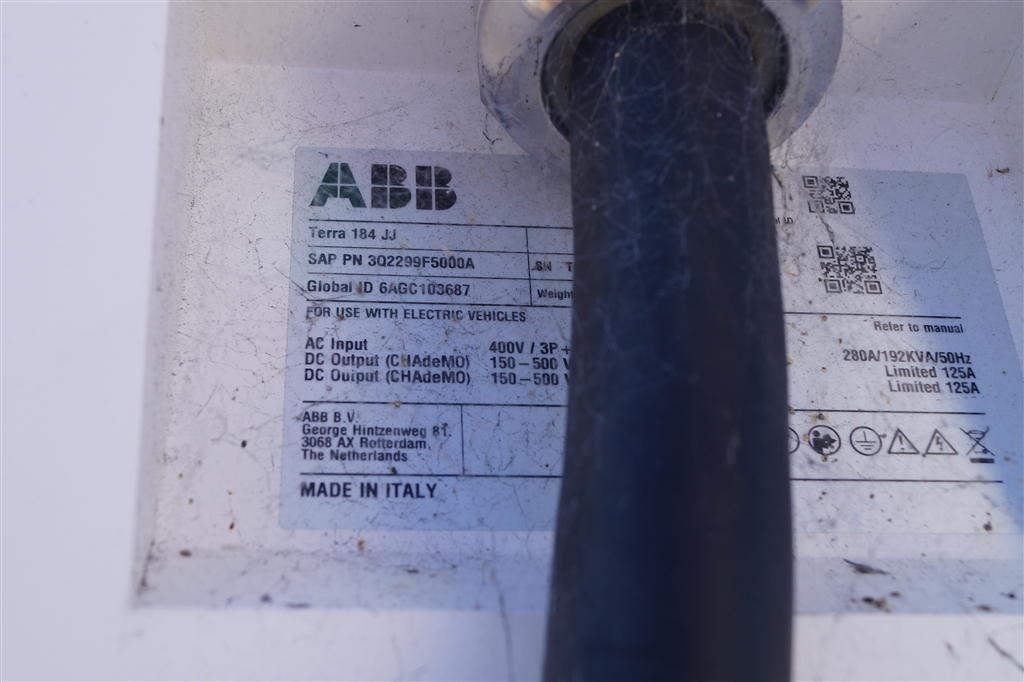 ABB
Terra 184 JJ
SAP PN 3Q2299F5000A
SN T
Global ID 6AGC103687
Weight
FOR USE WITH ELECTRIC VEHICLES
Refer to manual
AC Input 400V / 3P + 280A/192KVA/50Hz
DC Output (CHAdeMO) 150-500 V Limited 125A
DC Output (CHAdeMO) 150-500 V Limited 125A
ABB B.V.
George Hintzenweg 81,
3068 AX Rotterdam,
The Netherlands
MADE IN ITALY